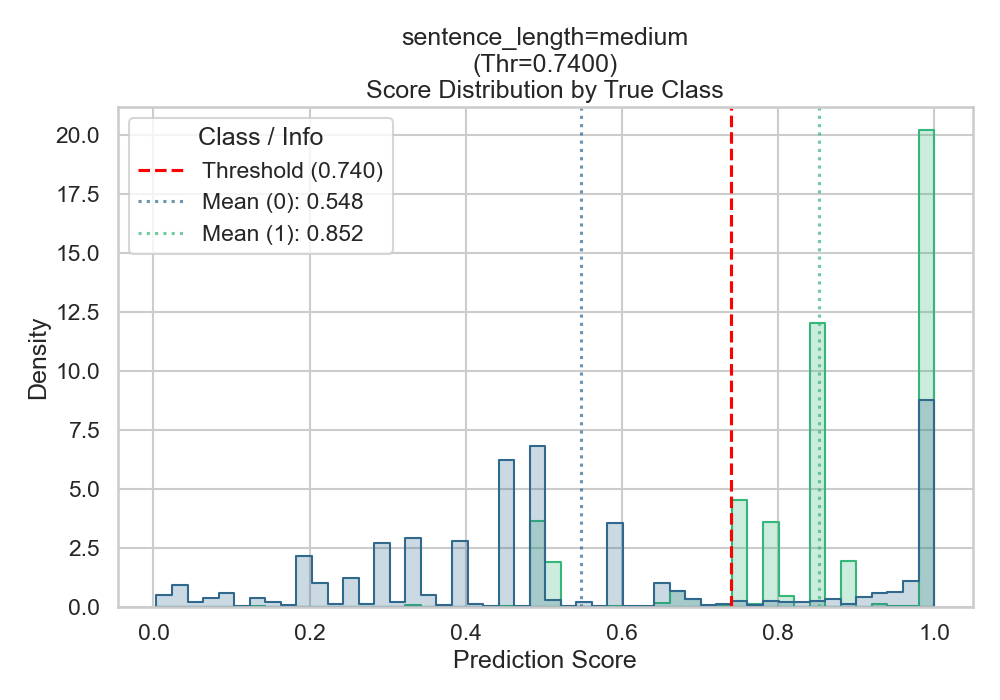 sentence_length=medium
(Thr=0.7400)
Score Distribution by True Class
Class / Info
Threshold (0.740)
Mean (0): 0.548
Mean (1): 0.852
Density
20.0
17.5
15.0
12.5
10.0
7.5
5.0
2.5
0.0
0.0 0.2 0.4 0.6 0.8 1.0
Prediction Score